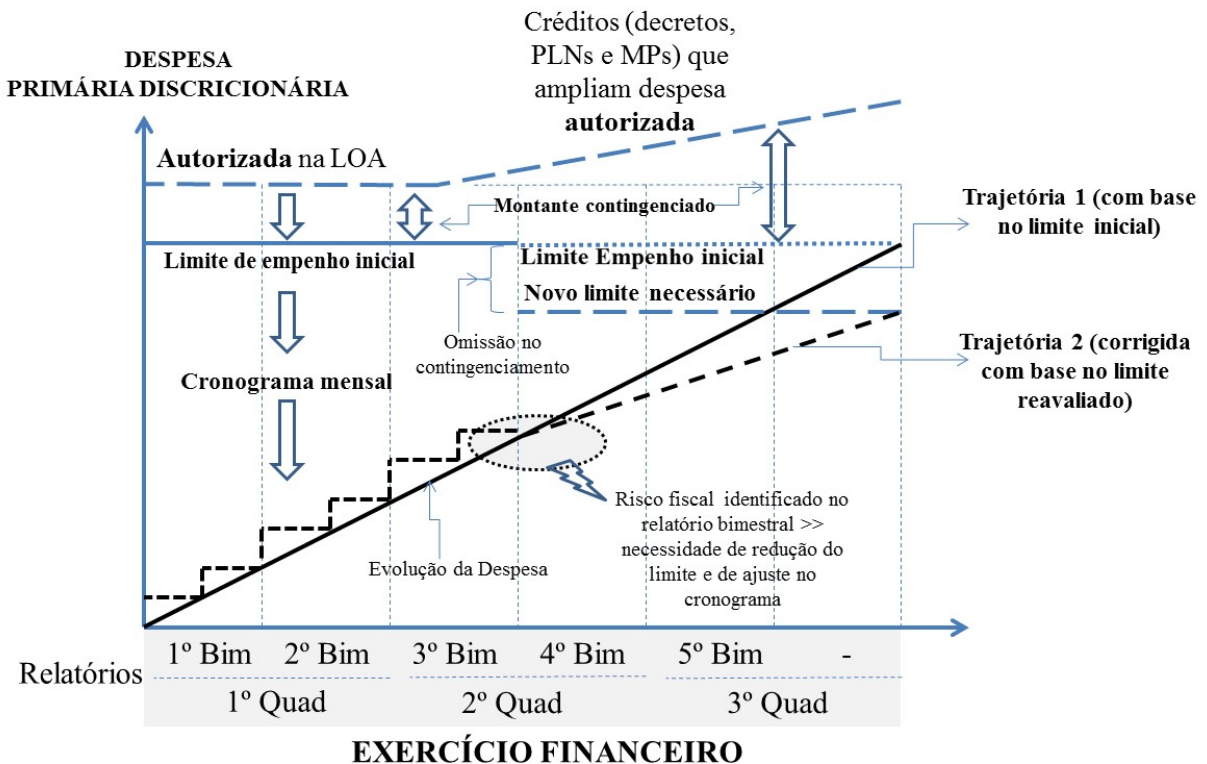 DESPESA
PRIMÁRIA DISCRICIONÁRIA
Créditos (decretos,
PLNs e MPs) que
ampliam despesa
autorizada
Autorizada na LOA
Montante contingenciado
Trajetória 1 (com base
no limite inicial)
Limite de empenho inicial
Limite Empenho inicial
Novo limite necessário
Omissão no
contingenciamento
Trajetória 2 (corrigida
com base no limite
reavaliado)
Cronograma mensal
Risco fiscal identificado no
relatório bimestral >>
necessidade de redução do
limite e de ajuste no
cronograma
Evolução da Despesa
Relatórios
1º Bim 2º Bim 3º Bim 4º Bim 5º Bim -
1º Quad 2º Quad 3º Quad
EXERCÍCIO FINANCEIRO